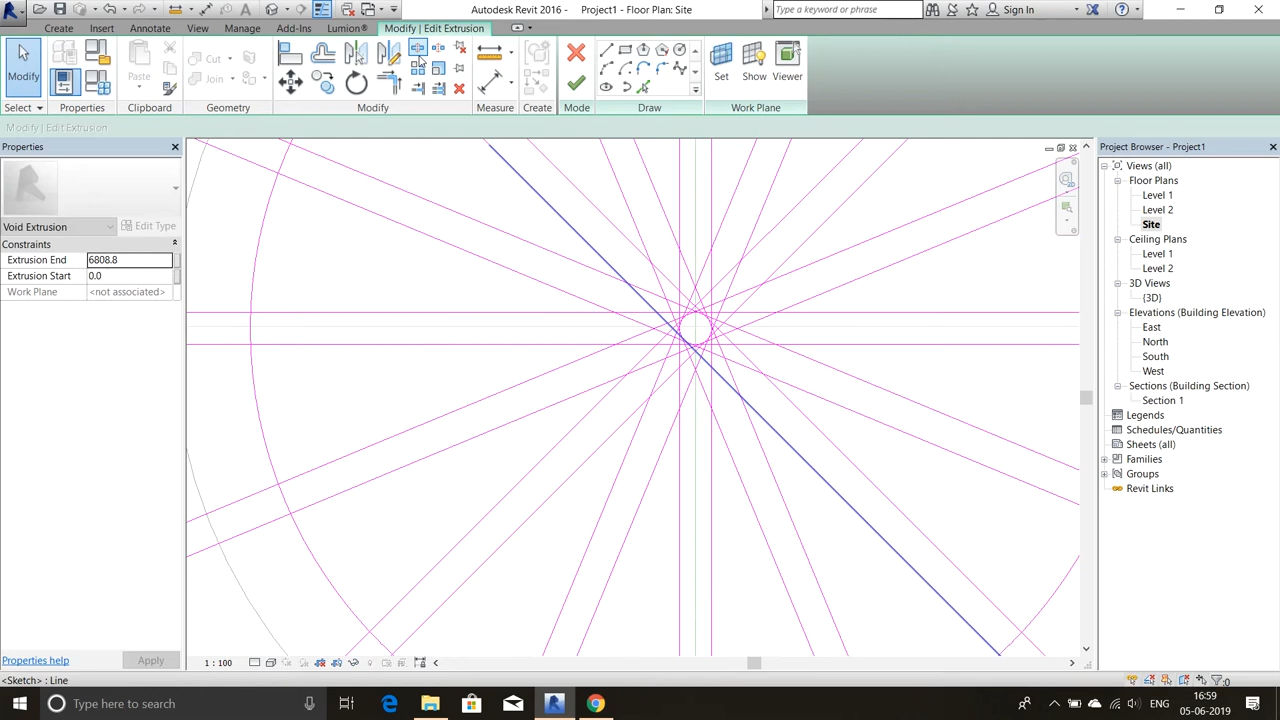 Autodesk Revit 2016 - Project1 - Floor Plan: Site
Type a keyword or phrase
Sign In
Create
Insert
Annotate
View
Manage
Add-Ins
Lumion®
Modify | Edit Extrusion
Modify
Paste
Cut
Join
Set
Show
Viewer
Select
Properties
Clipboard
Geometry
Modify
Measure
Create
Mode
Draw
Work Plane
Modify | Edit Extrusion
Properties
Void Extrusion
Edit Type
Constraints
Extrusion End
6808.8
Extrusion Start
0.0
Work Plane
<not associated>
Properties help
Apply
1 : 100
Project Browser - Project1
Views (all)
Floor Plans
Level 1
Level 2
Site
Ceiling Plans
Level 1
Level 2
3D Views
{3D}
Elevations (Building Elevation)
East
North
South
West
Sections (Building Section)
Section 1
Legends
Schedules/Quantities
Sheets (all)
Families
Groups
Revit Links
<Sketch> : Line
:0
Type here to search
ENG
16:59
05-06-2019